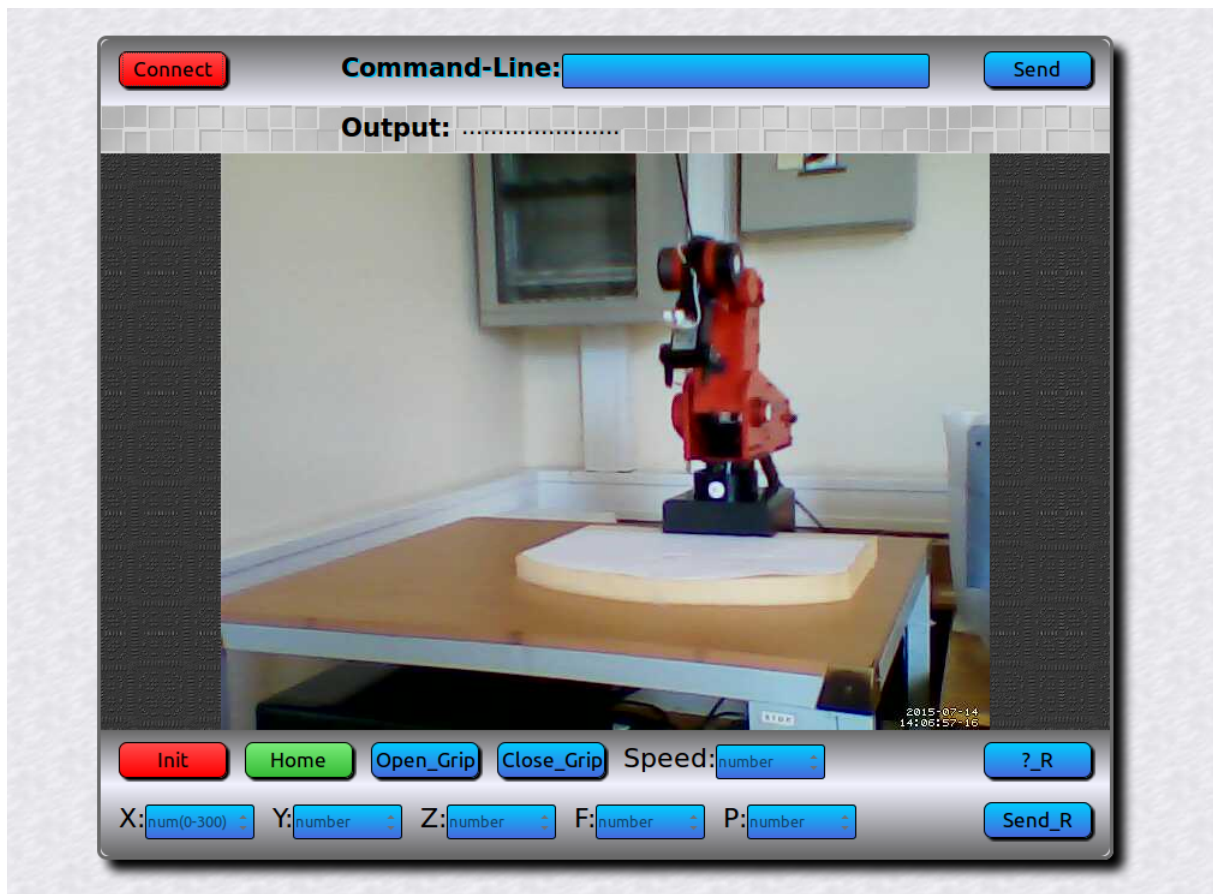 Connect Command-Line: Send
Output: ......................
2015-07-14
14:06:57-16
Init Home Open_Grip Close_Grip Speed: number ?_R
X: num(0-300) Y: number Z: number F: number P: number Send_R